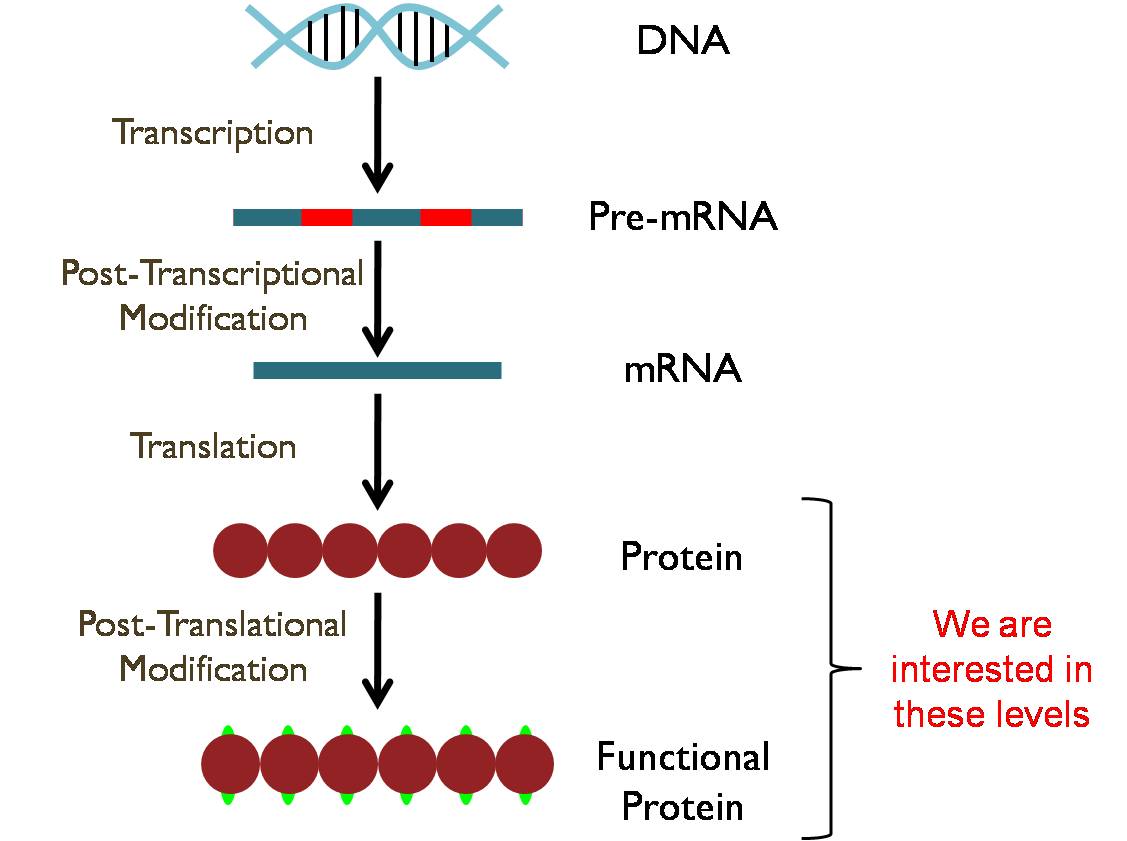 DNA
Transcription
Pre-mRNA
Post-Transcriptional
Modification
mRNA
Translation
Protein
Post-Translational
Modification
Functional
Protein
We are
interested in
these levels